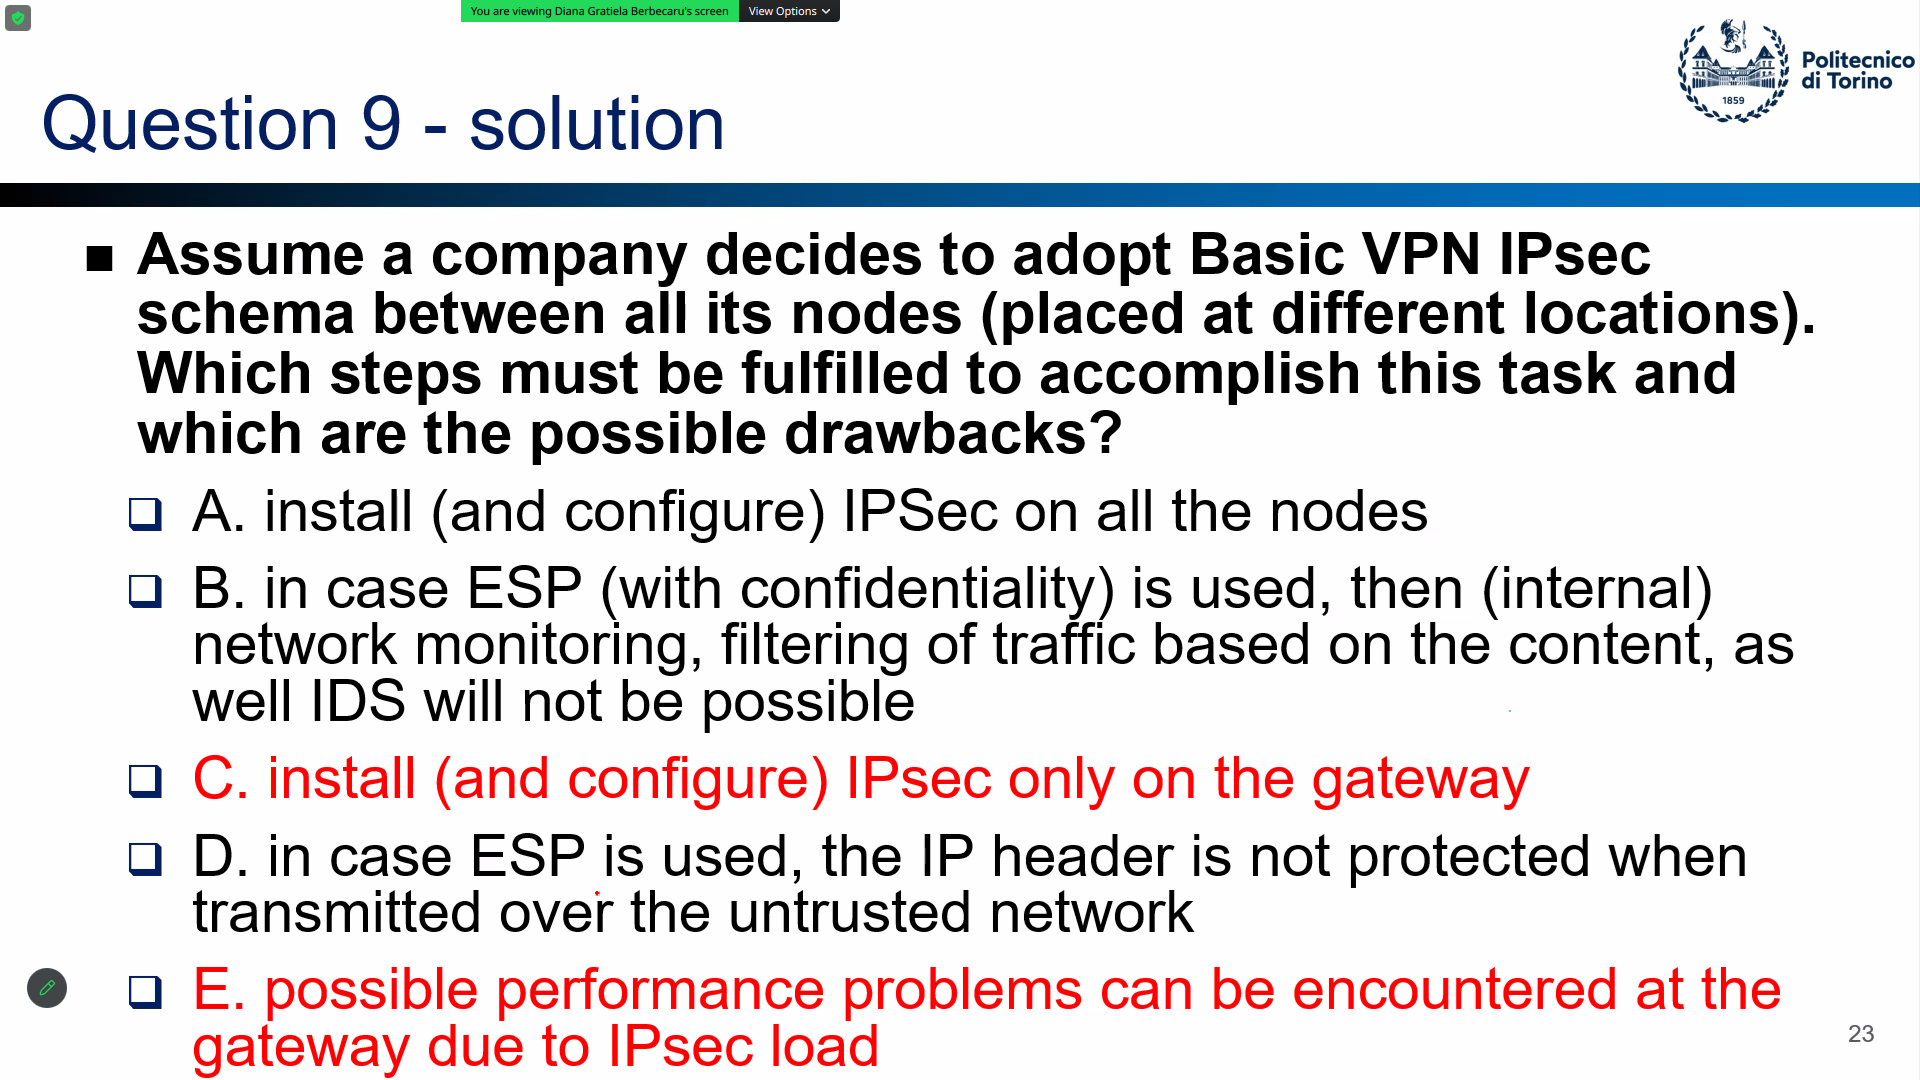 You are viewing Diana Gratiela Berbecaru's screen
View Options
Politecnico
di Torino
1859
Question 9 - solution
Assume a company decides to adopt Basic VPN IPsec
schema between all its nodes (placed at different locations).
Which steps must be fulfilled to accomplish this task and
which are the possible drawbacks?
A. install (and configure) IPSec on all the nodes
B. in case ESP (with confidentiality) is used, then (internal)
network monitoring, filtering of traffic based on the content, as
well IDS will not be possible
C. install (and configure) IPsec only on the gateway
D. in case ESP is used, the IP header is not protected when
transmitted over the untrusted network
E. possible performance problems can be encountered at the
gateway due to IPsec load
23